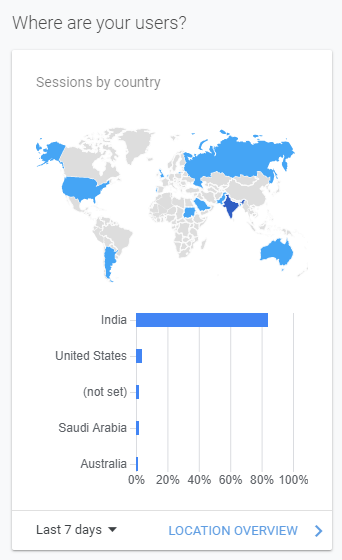 Where are your users?
Sessions by country
India
United States
(not set)
Saudi Arabia
Australia
0% 20% 40% 60% 80% 100%
Last 7 days
LOCATION OVERVIEW